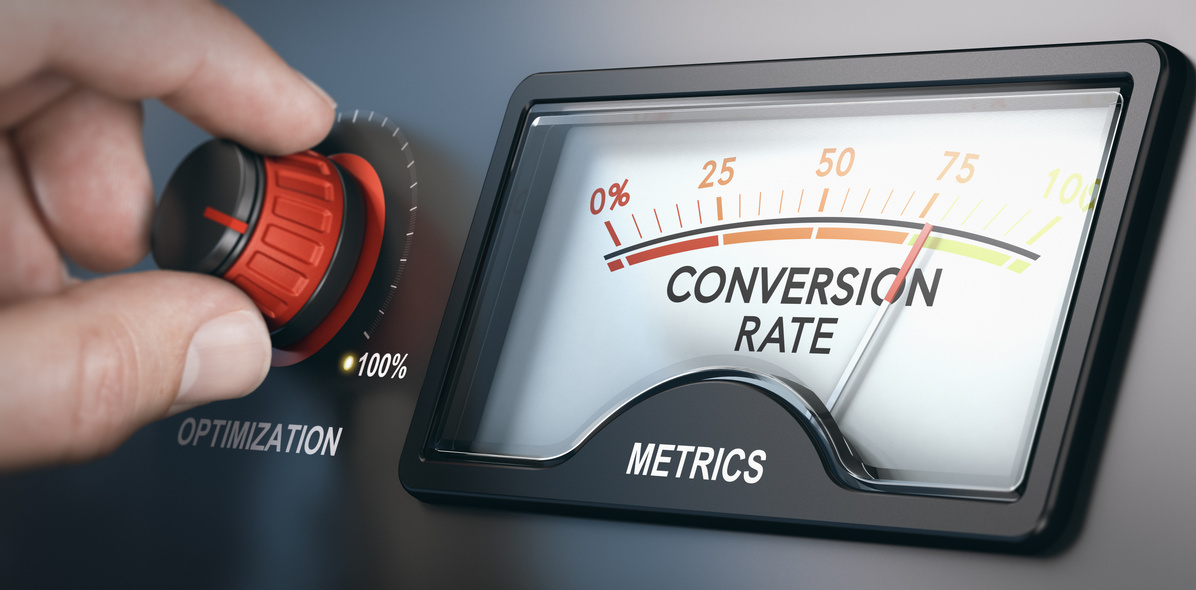 0% 25 50 75 100
CONVERSION
RATE
100%
OPTIMIZATION
METRICS